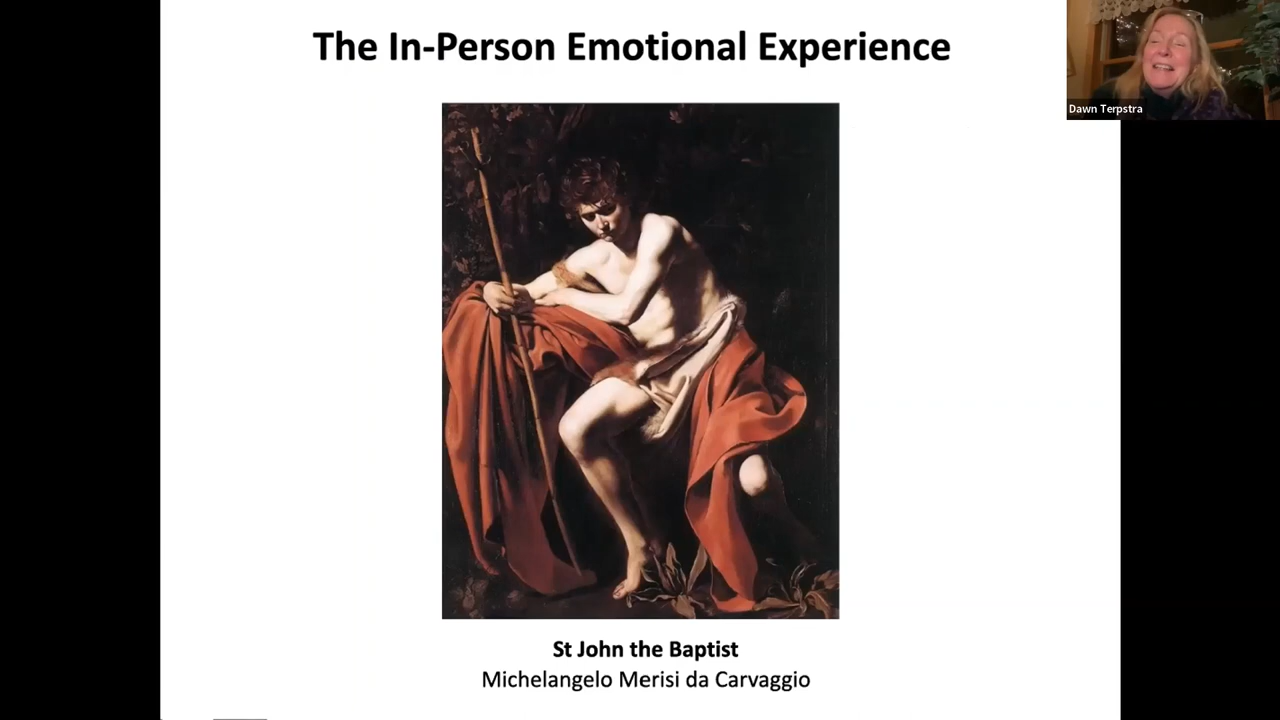 The In-Person Emotional Experience
Dawn Terpstra
St John the Baptist
Michelangelo Merisi da Carvaggio